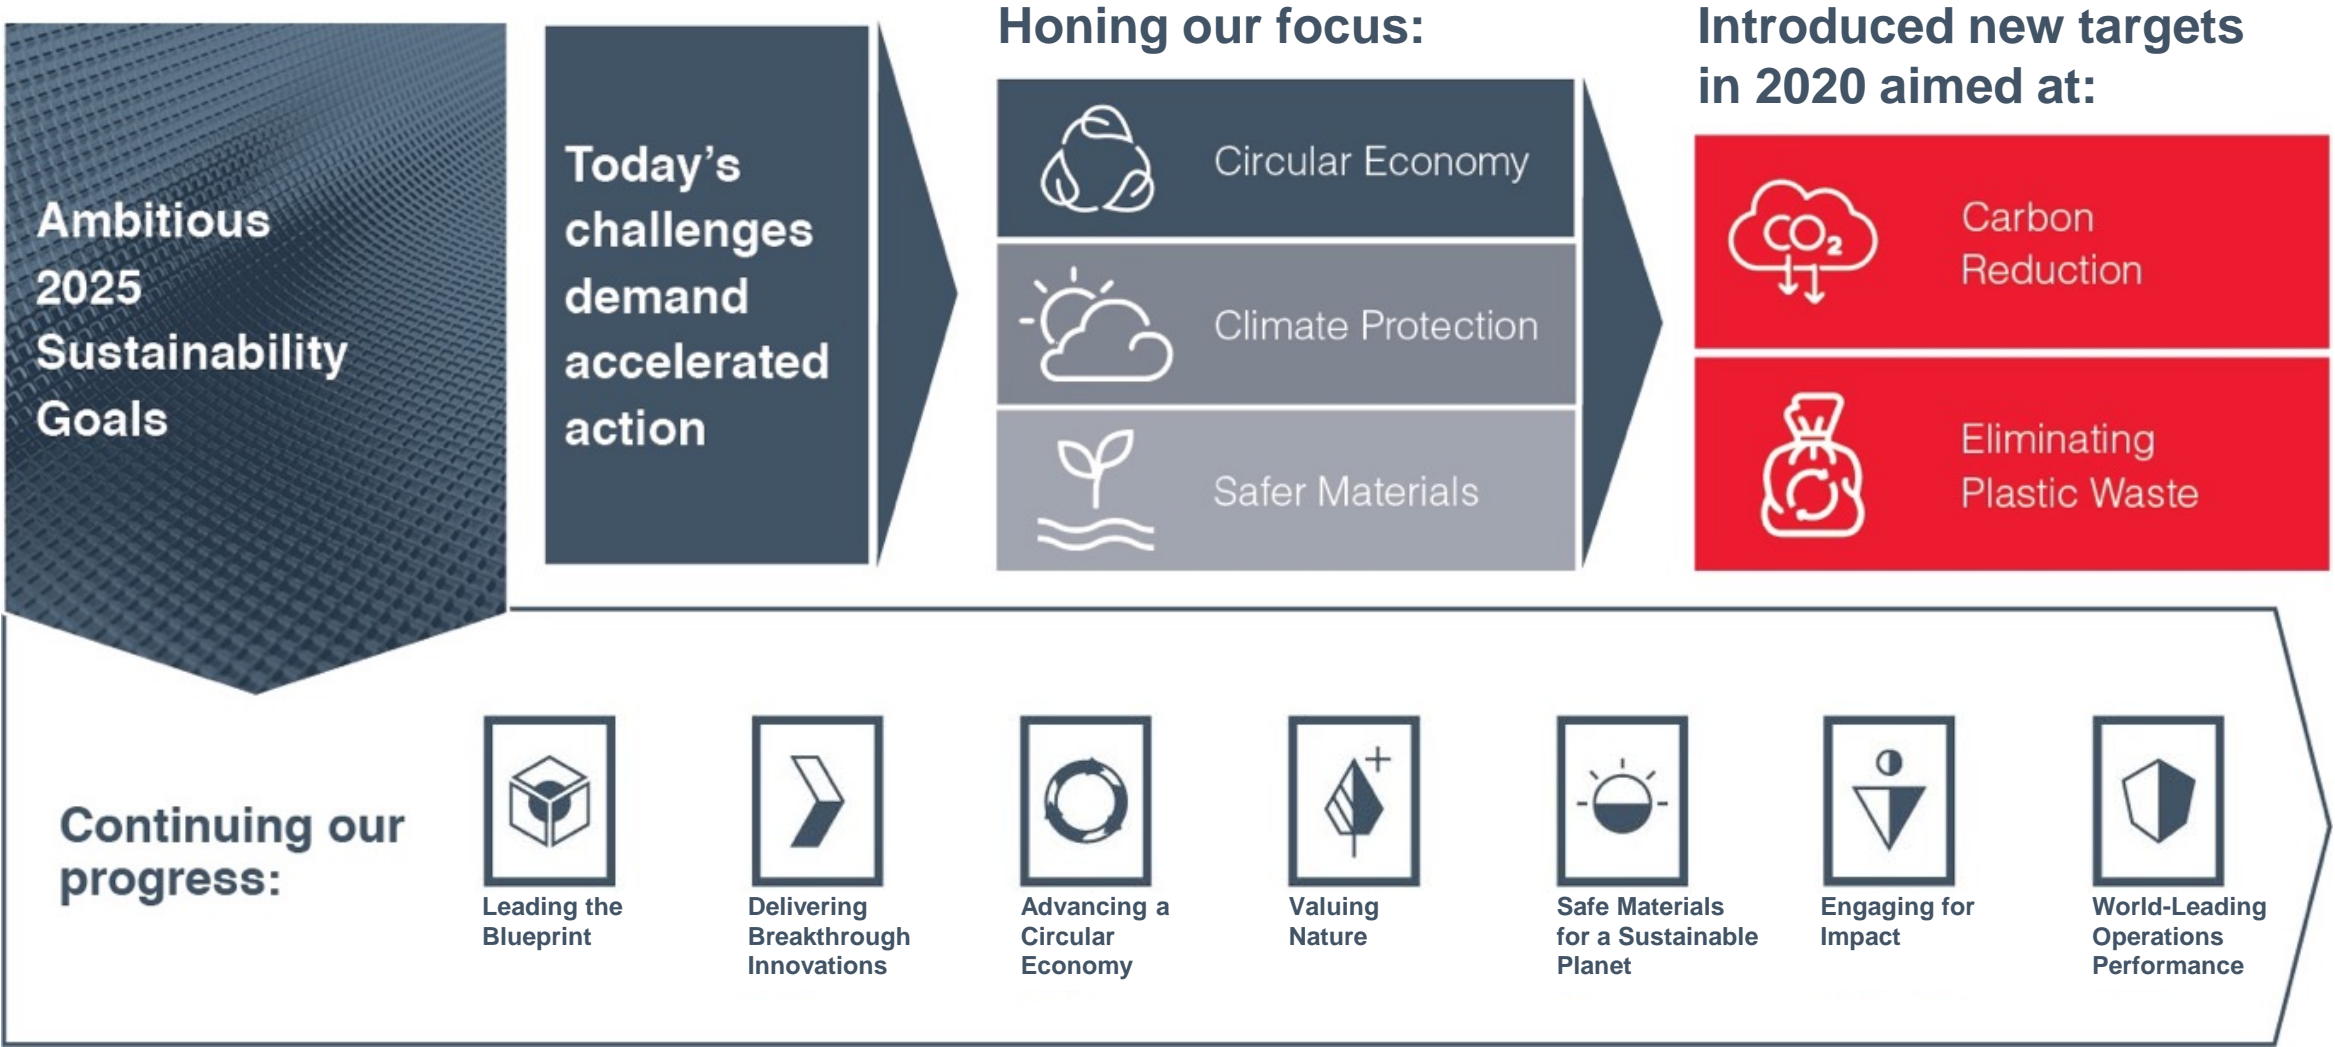 Ambitious
2025
Sustainability
Goals
Today's
challenges
demand
accelerated
action
Honing our focus:
Circular Economy
Climate Protection
Safer Materials
Introduced new targets
in 2020 aimed at:
CO₂
Carbon
Reduction
Eliminating
Plastic Waste
Continuing our
progress:
Leading the
Blueprint
Delivering
Breakthrough
Innovations
Advancing a
Circular
Economy
Valuing
Nature
Safe Materials
for a Sustainable
Planet
Engaging for
Impact
World-Leading
Operations
Performance